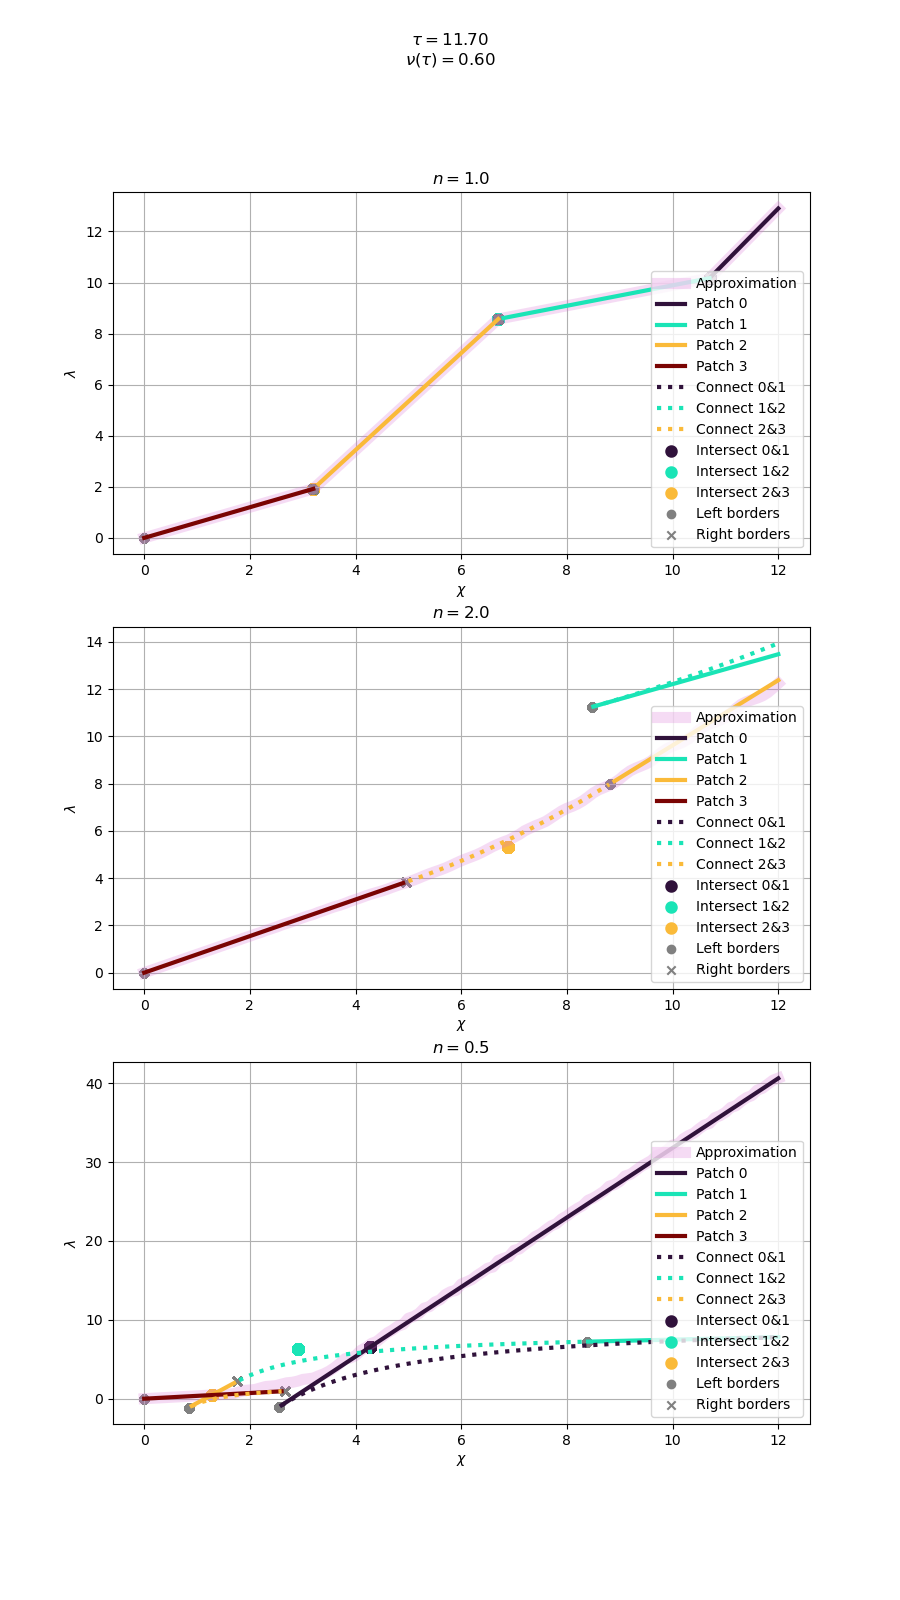 τ = 11.70
ν(τ) = 0.60
n = 1.0
12
10
8
6
4
2
0
λ
0 2 4 6 8 10 12
χ
Approximation
Patch 0
Patch 1
Patch 2
Patch 3
Connect 0&1
Connect 1&2
Connect 2&3
Intersect 0&1
Intersect 1&2
Intersect 2&3
Left borders
Right borders
n = 2.0
14
12
10
8
6
4
2
0
λ
0 2 4 6 8 10 12
χ
Approximation
Patch 0
Patch 1
Patch 2
Patch 3
Connect 0&1
Connect 1&2
Connect 2&3
Intersect 0&1
Intersect 1&2
Intersect 2&3
Left borders
Right borders
n = 0.5
40
30
20
10
0
λ
0 2 4 6 8 10 12
χ
Approximation
Patch 0
Patch 1
Patch 2
Patch 3
Connect 0&1
Connect 1&2
Connect 2&3
Intersect 0&1
Intersect 1&2
Intersect 2&3
Left borders
Right borders